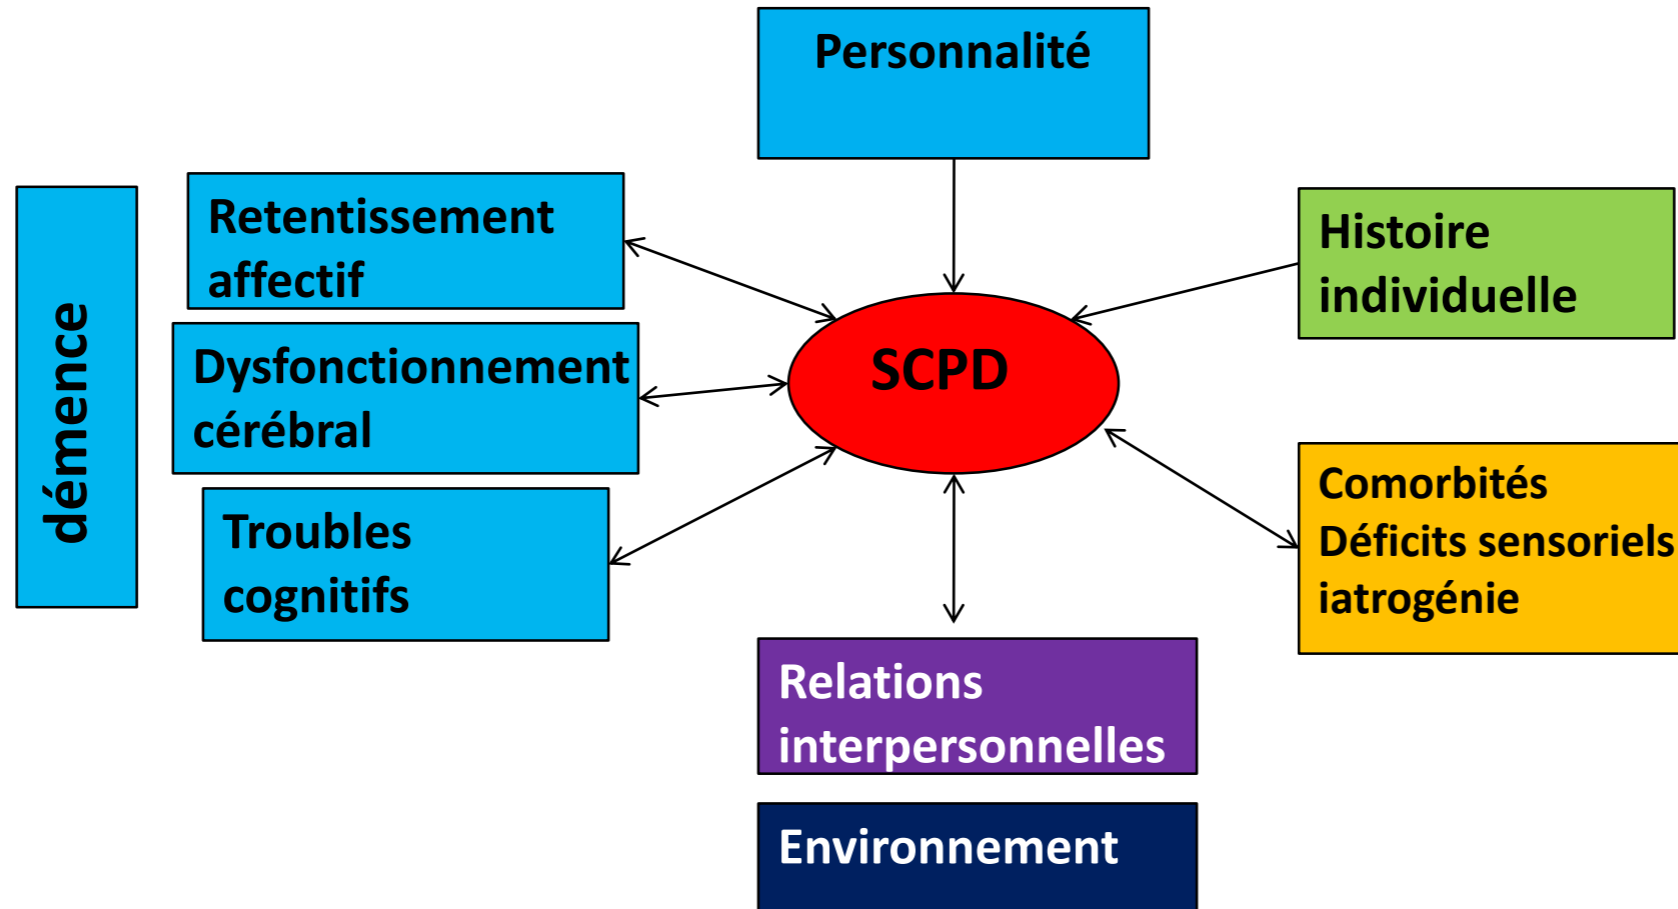 Personnalité
démence
Retentissement
affectif
Dysfonctionnement
cérébral
Troubles
cognitifs
SCPD
Histoire
individuelle
Comorbités
Déficits sensoriels
iatrogénie
Relations
interpersonnelles
Environnement